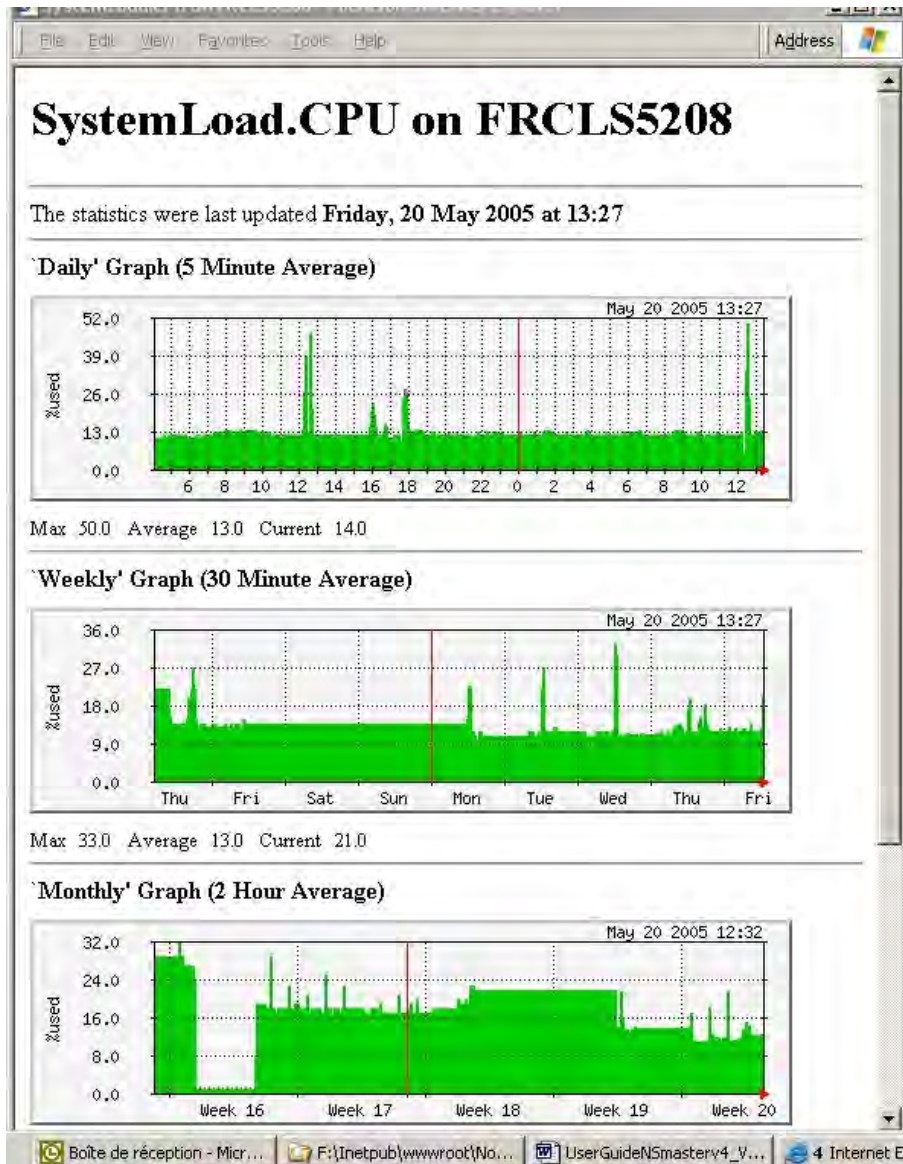 File Edit View Favorites Tools Help Address
SystemLoad.CPU on FRCLS5208
The statistics were last updated Friday, 20 May 2005 at 13:27
`Daily' Graph (5 Minute Average)
May 20 2005 13:27
52.0
39.0
26.0
13.0
0.0
%used
6 8 10 12 14 16 18 20 22 0 2 4 6 8 10 12
Max 50.0 Average 13.0 Current 14.0
`Weekly' Graph (30 Minute Average)
May 20 2005 13:27
36.0
27.0
18.0
9.0
0.0
%used
Thu Fri Sat Sun Mon Tue Wed Thu Fri
Max 33.0 Average 13.0 Current 21.0
`Monthly' Graph (2 Hour Average)
May 20 2005 12:32
32.0
24.0
16.0
8.0
0.0
%used
Week 16 Week 17 Week 18 Week 19 Week 20
Boîte de réception - Micr... F:\Inetpub\wwwroot\No... UserGuideNSmasterv4_V... 4 Internet E